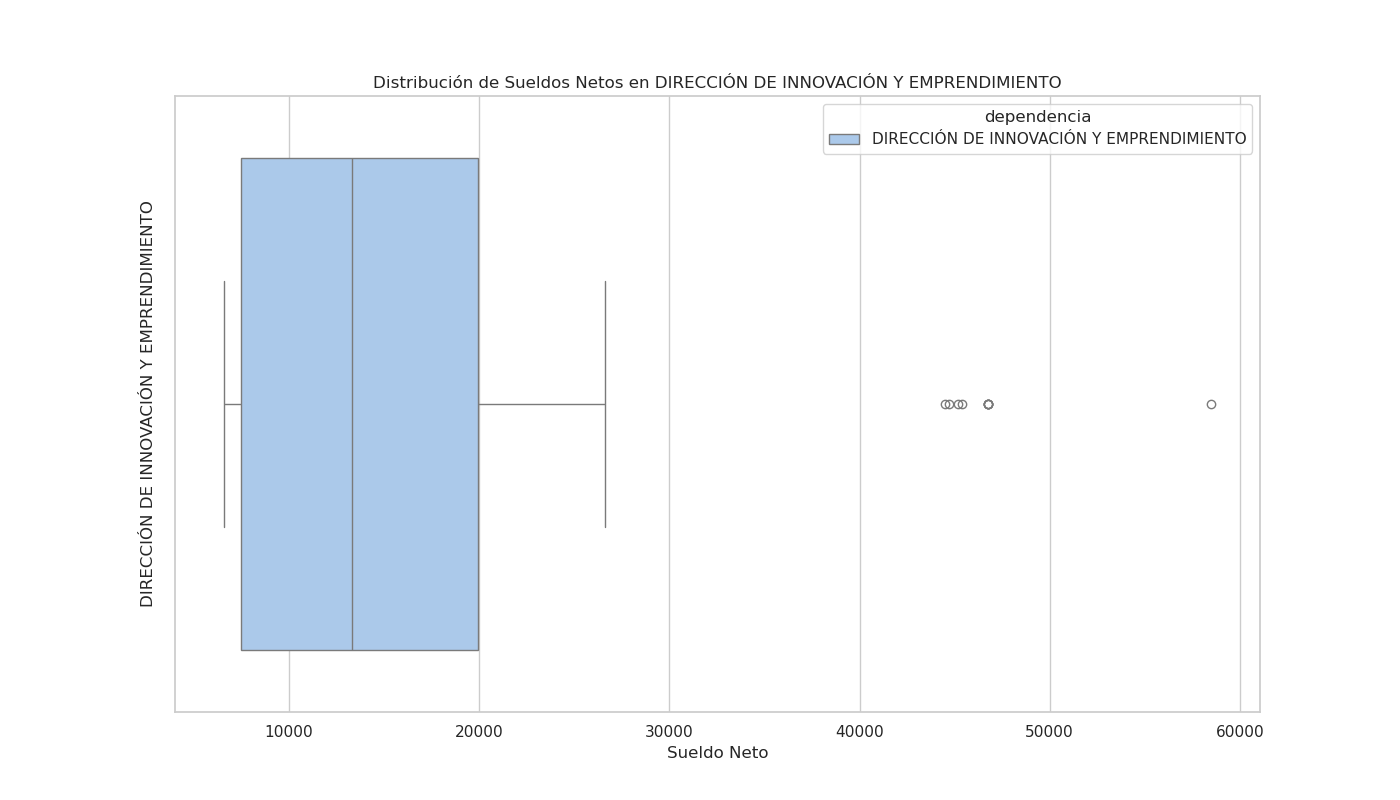 Distribución de Sueldos Netos en DIRECCIÓN DE INNOVACIÓN Y EMPRENDIMIENTO
dependencia
DIRECCIÓN DE INNOVACIÓN Y EMPRENDIMIENTO
DIRECCIÓN DE INNOVACIÓN Y EMPRENDIMIENTO
10000 20000 30000 40000 50000 60000
Sueldo Neto